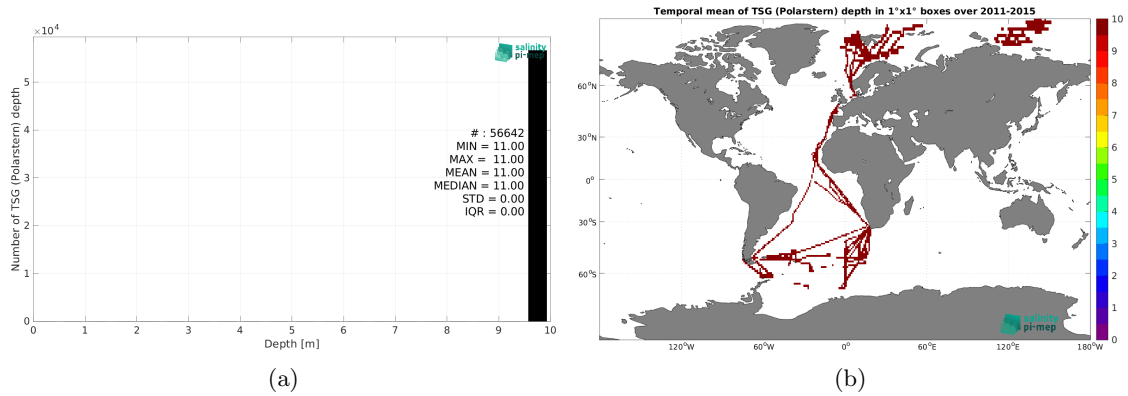 x10⁴
5
4
3
2
1
0
0 1 2 3 4 5 6 7 8 9 10
Number of TSG (Polarstern) depth
Depth [m]
salinity
pi-mep
# : 56642
MIN = 11.00
MAX = 11.00
MEAN = 11.00
MEDIAN = 11.00
STD = 0.00
IQR = 0.00
(a)
Temporal mean of TSG (Polarstern) depth in 1°x1° boxes over 2011-2015
60°N
30°N
0°
30°S
60°S
120°W 60°W 0° 60°E 120°E 180°W
salinity
pi-mep
10
9
8
7
6
5
4
3
2
1
0
(b)